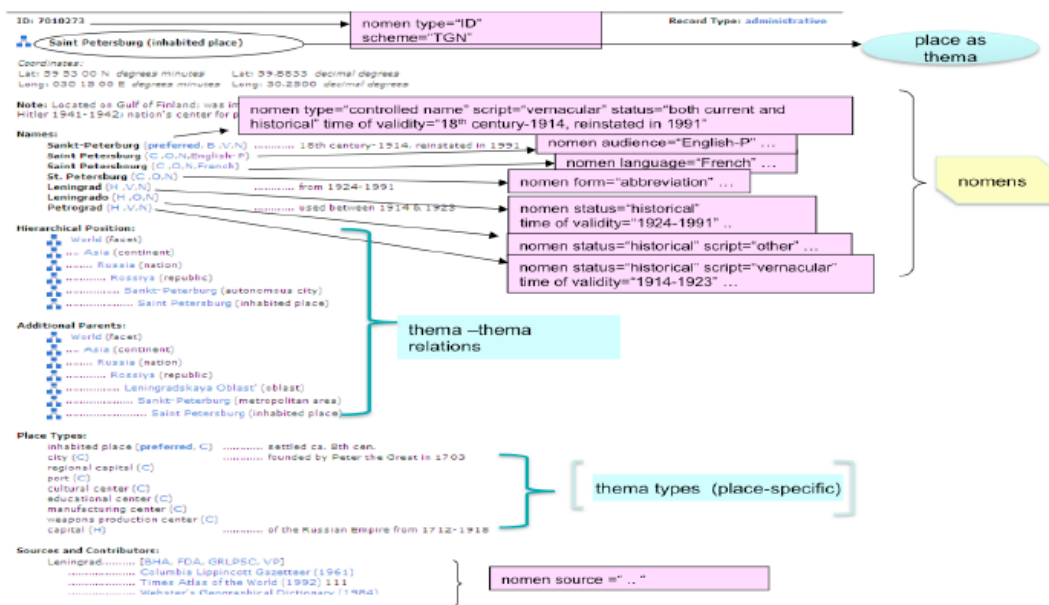 ID: 7010273
nomen type="ID"
scheme="TGN"
Record Type: administrative
Saint Petersburg (inhabited place)
place as
thema
Coordinates:
Lat: 59 53 00 N degrees minutes Lat: 59.8833 decimal degrees
Long: 030 15 00 E degrees minutes Long: 30.2500 decimal degrees
Note: Located on Gulf of Finland; was
Hitler 1941-1942; nation's center for
nomen type="controlled name" script="vernacular" status="both current and
historical" time of validity="18th century-1914, reinstated in 1991"
Names:
Sankt-Peterburg (preferred, B,V,N) ............ 18th century-1914, reinstated in 1991
nomen audience="English-P" ...
Saint Petersburg (C,O,N,English-P)
Saint Petersbourg (C,O,N,French)
nomen language="French" ...
St. Petersburg (C,O,N)
nomen form="abbreviation" ...
nomens
Leningrad (H,V,N) ............ from 1924-1991
Leningrado (H,O,N)
Petrograd (H,V,N) ............ used between 1914 & 1923
nomen status="historical"
time of validity="1924-1991" ..
nomen status="historical" script="other" ...
nomen status="historical" script="vernacular"
time of validity="1914-1923" ...
Hierarchical Position:
World (facet)
.... Asia (continent)
........ Russia (nation)
............ Rossiya (republic)
................ Sankt-Peterburg (autonomous city)
.................... Saint Petersburg (inhabited place)
thema –thema
relations
Additional Parents:
World (facet)
.... Asia (continent)
........ Russia (nation)
............ Rossiya (republic)
................ Leningradskaya Oblast' (oblast)
.................... Sankt-Peterburg (metropolitan area)
........................ Saint Petersburg (inhabited place)
Place Types:
inhabited place (preferred, C) ............ settled ca. 8th cen.
city (C) ............ founded by Peter the Great in 1703
regional capital (C)
port (C)
cultural center (C)
educational center (C)
manufacturing center (C)
weapons production center (C)
capital (H) ............ of the Russian Empire from 1712-1918
thema types (place-specific)
Sources and Contributors:
Leningrad......... [BHA, FDA, GRLPSC, VP]
............ Columbia Lippincott Gazetteer (1961)
............ Times Atlas of the World (1992) 111
............ Webster's Geographical Dictionary (1984)
nomen source =" .. "